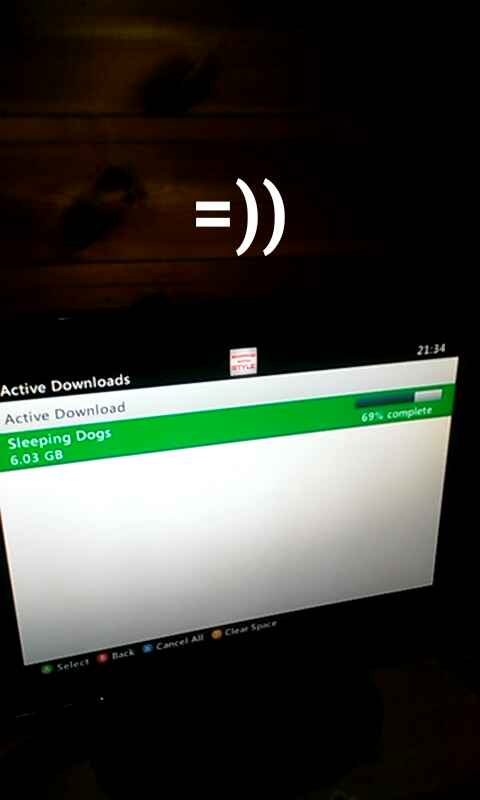 =))
STYLE
21:34
Active Downloads
Active Download
Sleeping Dogs
6.03 GB
69% complete
A Select B Back X Cancel All Y Clear Space